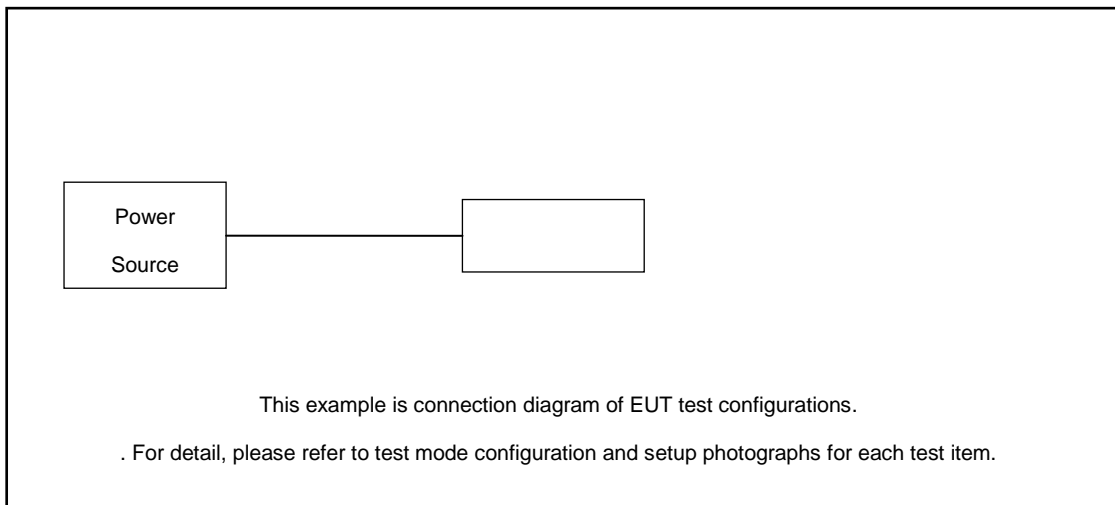 Power
Source
This example is connection diagram of EUT test configurations.
. For detail, please refer to test mode configuration and setup photographs for each test item.